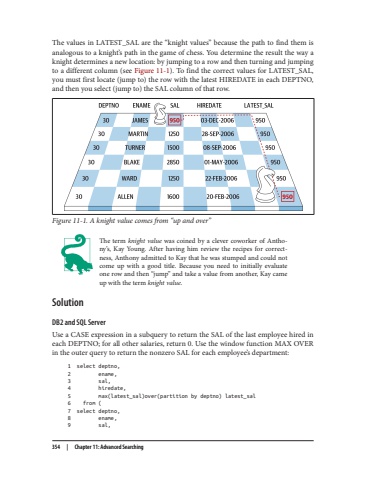 The values in LATEST_SAL are the “knight values” because the path to find them is
analogous to a knight’s path in the game of chess. You determine the result the way a
knight determines a new location: by jumping to a row and then turning and jumping
to a different column (see Figure 11-1). To find the correct values for LATEST_SAL,
you must first locate (jump to) the row with the latest HIREDATE in each DEPTNO,
and then you select (jump to) the SAL column of that row.
DEPTNO ENAME SAL HIREDATE LATEST_SAL
30 JAMES 950 03-DEC-2006 950
30 MARTIN 1250 28-SEP-2006 950
30 TURNER 1500 08-SEP-2006 950
30 BLAKE 2850 01-MAY-2006 950
30 WARD 1250 22-FEB-2006 950
30 ALLEN 1600 20-FEB-2006 950
Figure 11-1. A knight value comes from “up and over”
The term knight value was coined by a clever coworker of Antho-
ny’s, Kay Young. After having him review the recipes for correct-
ness, Anthony admitted to Kay that he was stumped and could not
come up with a good title. Because you need to initially evaluate
one row and then “jump” and take a value from another, Kay came
up with the term knight value.
Solution
DB2 and SQL Server
Use a CASE expression in a subquery to return the SAL of the last employee hired in
each DEPTNO; for all other salaries, return 0. Use the window function MAX OVER
in the outer query to return the nonzero SAL for each employee’s department:
1 select deptno,
2 ename,
3 sal,
4 hiredate,
5 max(latest_sal)over(partition by deptno) latest_sal
6 from (
7 select deptno,
8 ename,
9 sal,
354 | Chapter 11: Advanced Searching